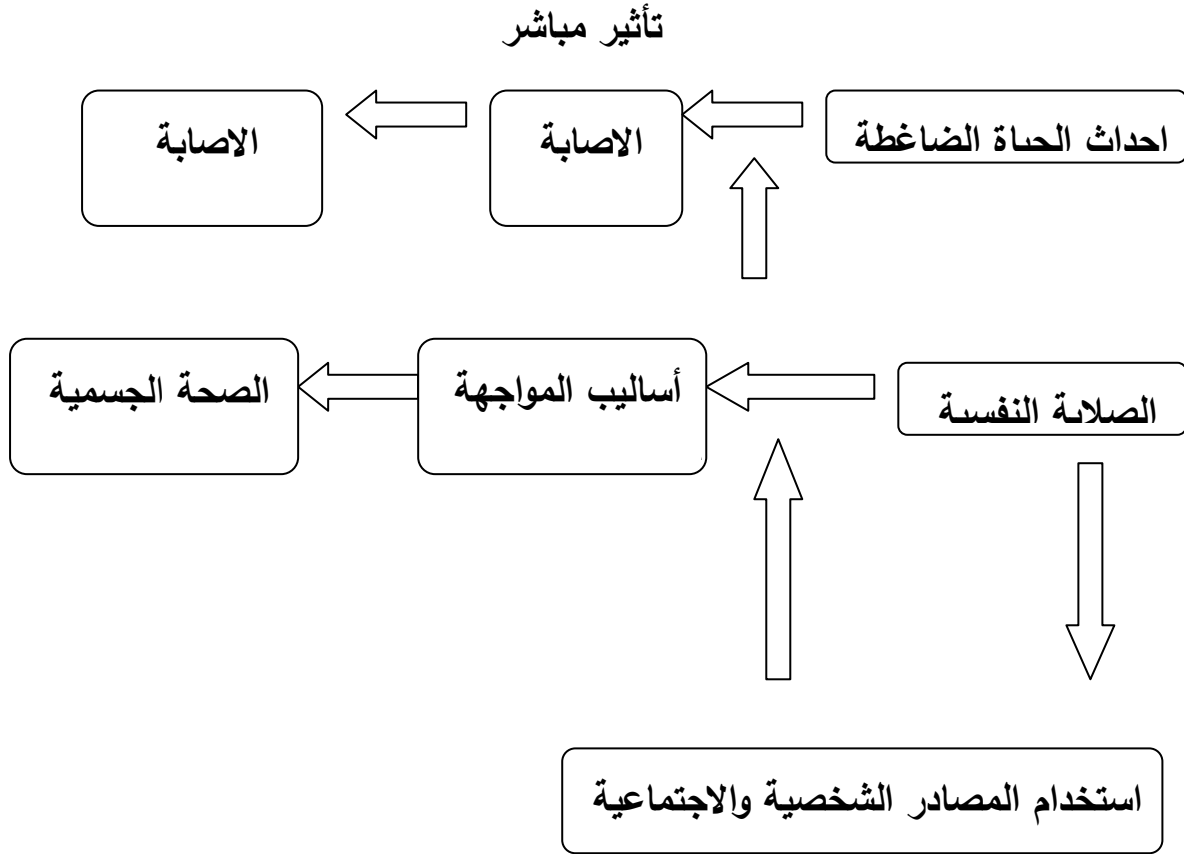 تأثير مباشر
احداث الحياة الضاغطة
الاصابة
الاصابة
الصلابة النفسية
أساليب المواجهة
الصحة الجسمية
استخدام المصادر الشخصية والاجتماعية